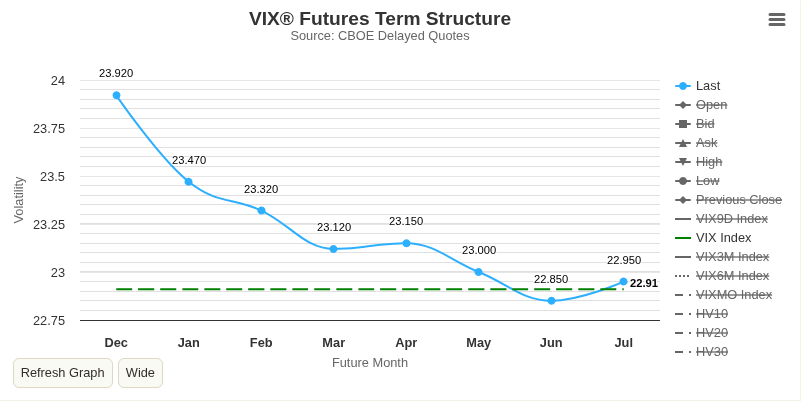 VIX® Futures Term Structure
Source: CBOE Delayed Quotes
Volatility
24
23.75
23.5
23.25
23
22.75
23.920
23.470
23.320
23.120
23.150
23.000
22.850
22.950
22.91
Dec Jan Feb Mar Apr May Jun Jul
Future Month
Last
Open
Bid
Ask
High
Low
Previous Close
VIX9D Index
VIX Index
VIX3M Index
VIX6M Index
VIXMO Index
HV10
HV20
HV30
Refresh Graph
Wide